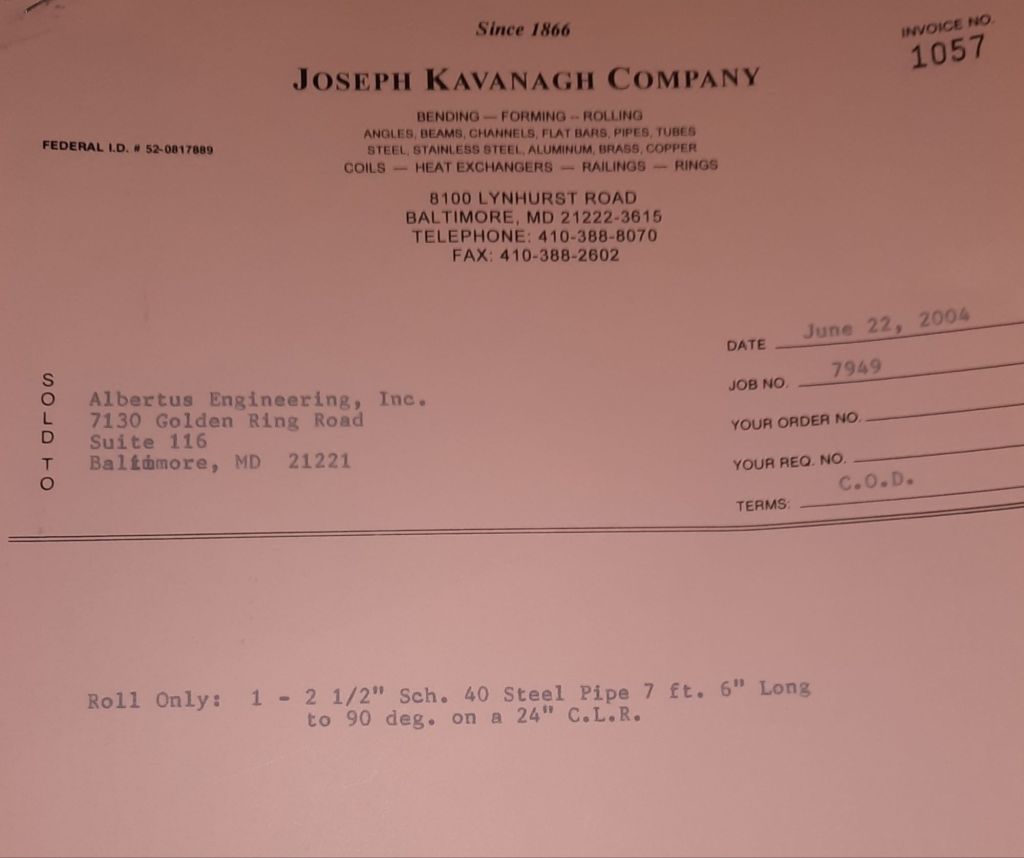 Since 1866
INVOICE NO.
1057
JOSEPH KAVANAGH COMPANY
BENDING — FORMING -- ROLLING
ANGLES, BEAMS, CHANNELS, FLAT BARS, PIPES, TUBES
STEEL, STAINLESS STEEL, ALUMINUM, BRASS, COPPER
COILS — HEAT EXCHANGERS — RAILINGS — RINGS
FEDERAL I.D. # 52-0817889
8100 LYNHURST ROAD
BALTIMORE, MD 21222-3615
TELEPHONE: 410-388-8070
FAX: 410-388-2602
DATE June 22, 2004
JOB NO. 7949
YOUR ORDER NO.
YOUR REQ. NO.
TERMS: C.O.D.
SOLD TO
Albertus Engineering, Inc.
7130 Golden Ring Road
Suite 116
Baltimore, MD 21221
Roll Only: 1 - 2 1/2" Sch. 40 Steel Pipe 7 ft. 6" Long
to 90 deg. on a 24" C.L.R.